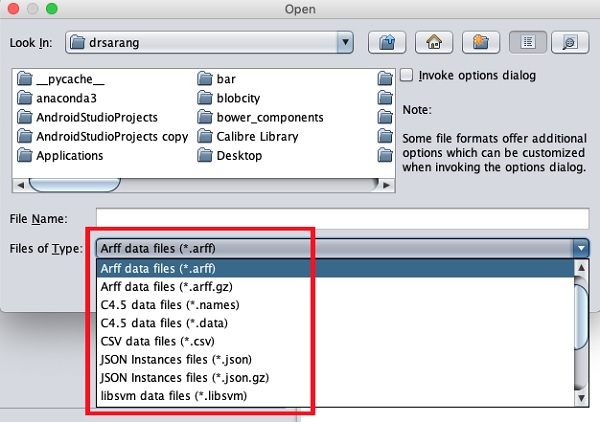 Open
Look In: drsarang
__pycache__ bar
anaconda3 blobcity
AndroidStudioProjects bower_components
AndroidStudioProjects copy Calibre Library
Applications Desktop
Invoke options dialog
Note:
Some file formats offer additional
options which can be customized
when invoking the options dialog.
File Name:
Files of Type: Arff data files (*.arff)
Arff data files (*.arff)
Arff data files (*.arff.gz)
C4.5 data files (*.names)
C4.5 data files (*.data)
CSV data files (*.csv)
JSON Instances files (*.json)
JSON Instances files (*.json.gz)
libsvm data files (*.libsvm)